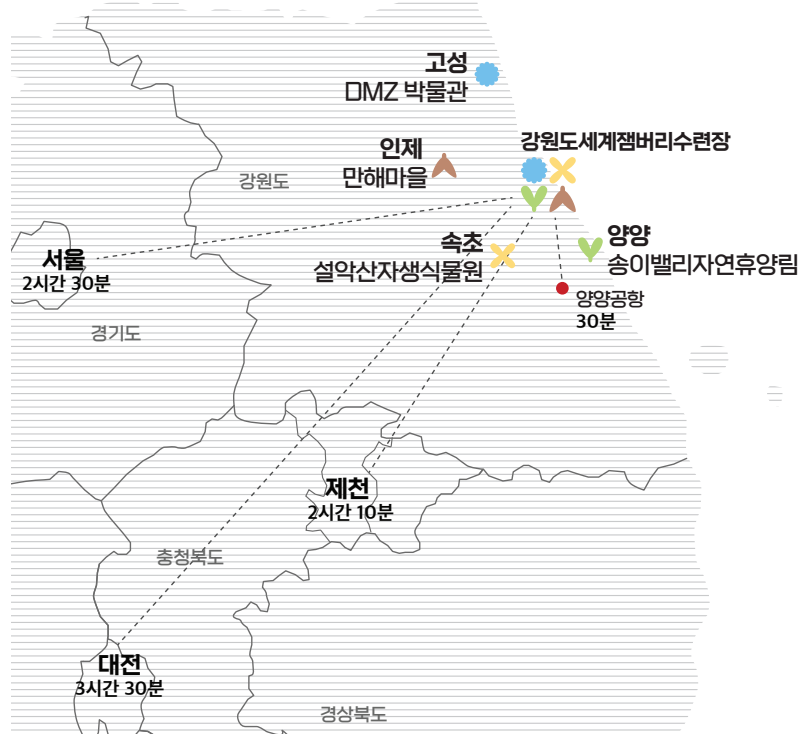 고성
DMZ 박물관
강원도세계잼버리수련장
인제
만해마을
강원도
서울
2시간 30분
속초
설악산자생식물원
양양
송이밸리자연휴양림
양양공항
30분
경기도
제천
2시간 10분
충청북도
대전
3시간 30분
경상북도